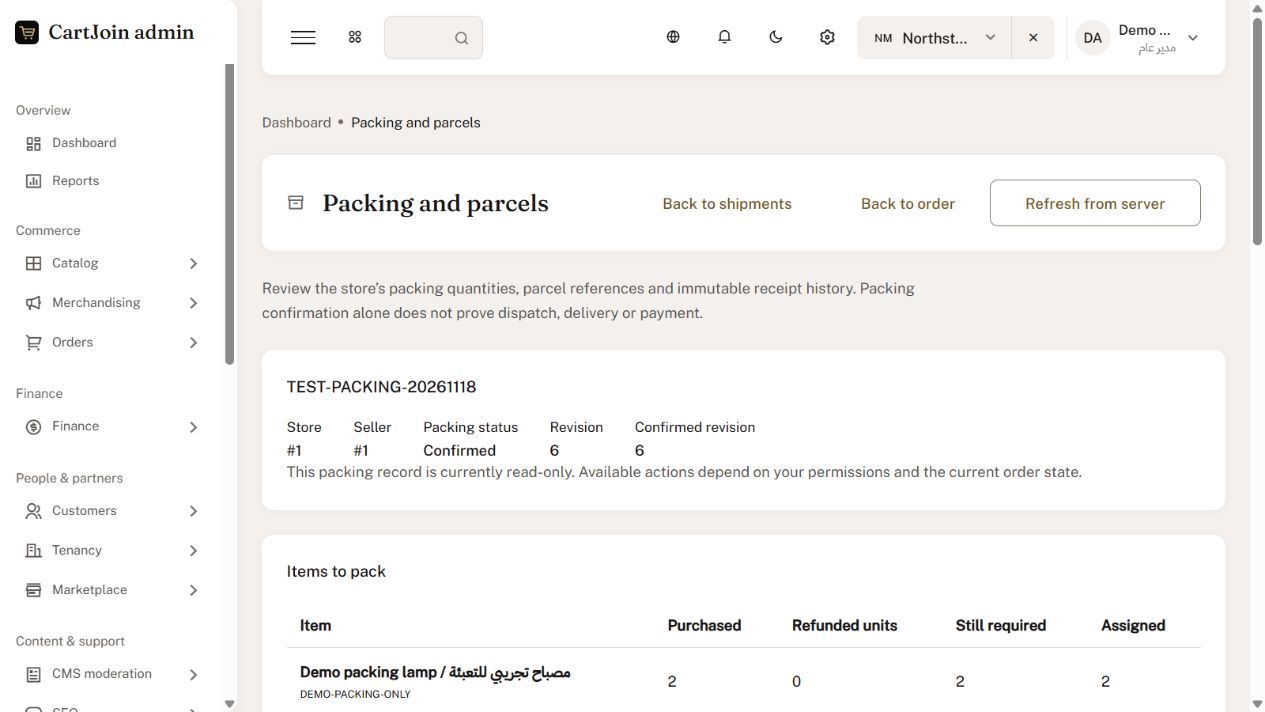 CartJoin admin
NM Northst...
DA
Demo ...
مدير عام
Overview
Dashboard
Reports
Commerce
Catalog
Merchandising
Orders
Finance
Finance
People & partners
Customers
Tenancy
Marketplace
Content & support
CMS moderation
Dashboard • Packing and parcels
Packing and parcels
Back to shipments
Back to order
Refresh from server
Review the store's packing quantities, parcel references and immutable receipt history. Packing
confirmation alone does not prove dispatch, delivery or payment.
TEST-PACKING-20261118
Store Seller Packing status Revision Confirmed revision
#1 #1 Confirmed 6 6
This packing record is currently read-only. Available actions depend on your permissions and the current order state.
Items to pack
Item Purchased Refunded units Still required Assigned
Demo packing lamp / مصباح تجريبي للتعبئة 2 0 2 2
DEMO-PACKING-ONLY